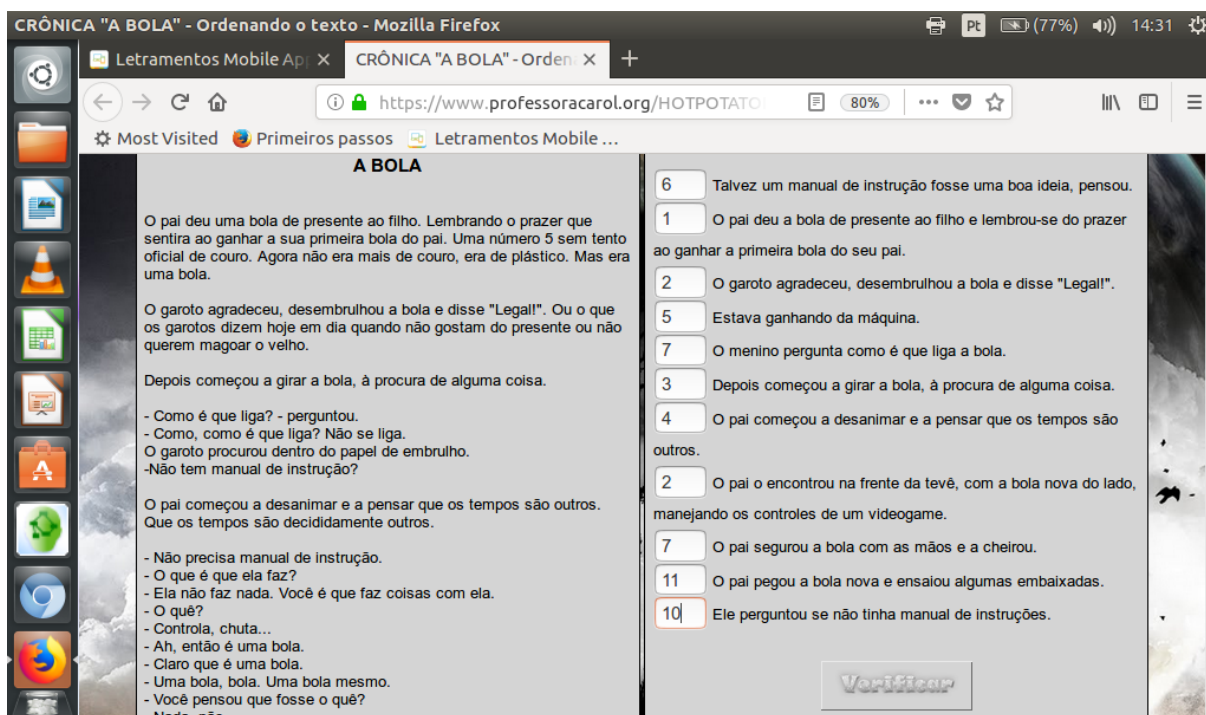 CRÔNICA "A BOLA" - Ordenando o texto - Mozilla Firefox
Pt
(77%)
14:31
Letramentos Mobile Ap
CRÔNICA "A BOLA" - Orden
https://www.professoracarol.org/HOTPOTATO
80%
Most Visited
Primeiros passos
Letramentos Mobile …
A BOLA
O pai deu uma bola de presente ao filho. Lembrando o prazer que
sentira ao ganhar a sua primeira bola do pai. Uma número 5 sem tento
oficial de couro. Agora não era mais de couro, era de plástico. Mas era
uma bola.
O garoto agradeceu, desembrulhou a bola e disse "Legal!". Ou o que
os garotos dizem hoje em dia quando não gostam do presente ou não
querem magoar o velho.
Depois começou a girar a bola, à procura de alguma coisa.
- Como é que liga? - perguntou.
- Como, como é que liga? Não se liga.
O garoto procurou dentro do papel de embrulho.
-Não tem manual de instrução?
O pai começou a desanimar e a pensar que os tempos são outros.
Que os tempos são decididamente outros.
- Não precisa manual de instrução.
- O que é que ela faz?
- Ela não faz nada. Você é que faz coisas com ela.
- O quê?
- Controla, chuta...
- Ah, então é uma bola.
- Claro que é uma bola.
- Uma bola, bola. Uma bola mesmo.
- Você pensou que fosse o quê?
- Nada, não
6 Talvez um manual de instrução fosse uma boa ideia, pensou.
1 O pai deu a bola de presente ao filho e lembrou-se do prazer
ao ganhar a primeira bola do seu pai.
2 O garoto agradeceu, desembrulhou a bola e disse "Legal!".
5 Estava ganhando da máquina.
7 O menino pergunta como é que liga a bola.
3 Depois começou a girar a bola, à procura de alguma coisa.
4 O pai começou a desanimar e a pensar que os tempos são
outros.
2 O pai o encontrou na frente da tevê, com a bola nova do lado,
manejando os controles de um videogame.
7 O pai segurou a bola com as mãos e a cheirou.
11 O pai pegou a bola nova e ensaiou algumas embaixadas.
10 Ele perguntou se não tinha manual de instruções.
Verificar